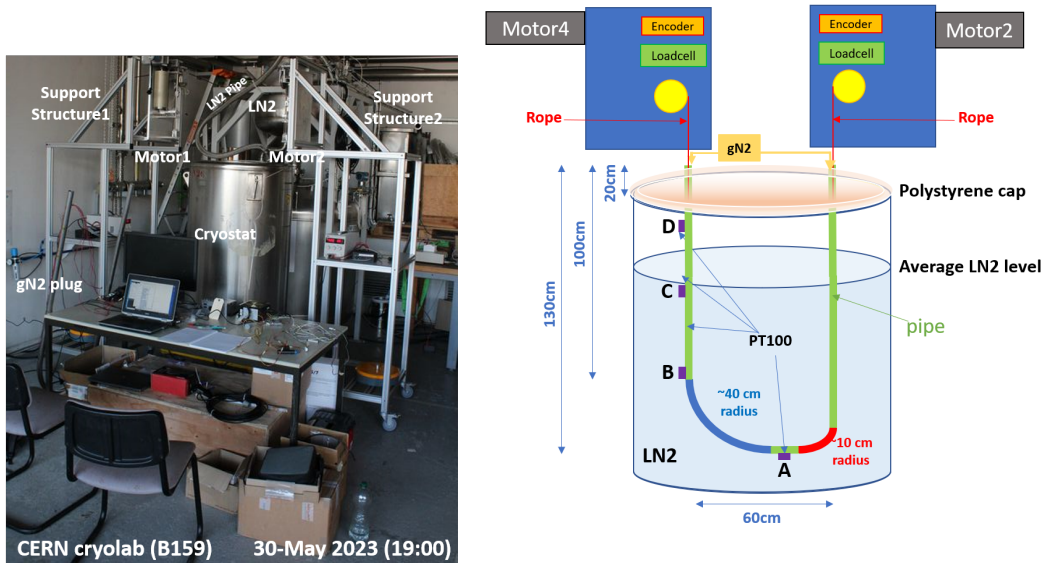 Support
Structure1
LN2 Pipe
LN2
Support
Structure2
Motor1
Motor2
Cryostat
gN2 plug
CERN cryolab (B159)
30-May 2023 (19:00)
Motor4
Encoder
Loadcell
Encoder
Loadcell
Motor2
Rope
Rope
gN2
20cm
100cm
130cm
Polystyrene cap
D
Average LN2 level
C
pipe
PT100
B
~40 cm
radius
~10 cm
radius
LN2
A
60cm